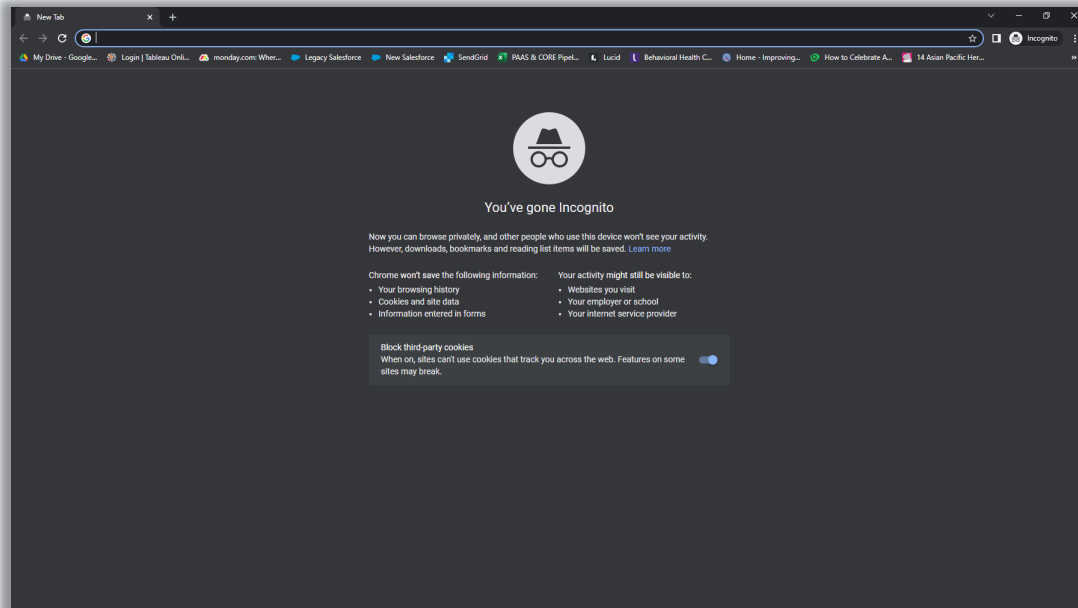 New Tab
Incognito
My Drive - Google... Login | Tableau Onli... monday.com: Wher... Legacy Salesforce New Salesforce SendGrid PAAS & CORE Pipel... Lucid Behavioral Health C... Home - Improving... How to Celebrate A... 14 Asian Pacific Her... »
You've gone Incognito
Now you can browse privately, and other people who use this device won't see your activity.
However, downloads, bookmarks and reading list items will be saved. Learn more
Chrome won't save the following information:
• Your browsing history
• Cookies and site data
• Information entered in forms
Your activity might still be visible to:
• Websites you visit
• Your employer or school
• Your internet service provider
Block third-party cookies
When on, sites can't use cookies that track you across the web. Features on some
sites may break.